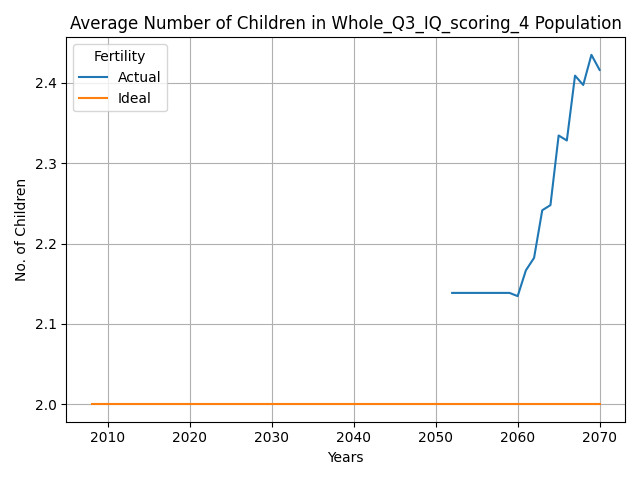 Average Number of Children in Whole_Q3_IQ_scoring_4 Population
Fertility
Actual
Ideal
No. of Children
2.4
2.3
2.2
2.1
2.0
2010 2020 2030 2040 2050 2060 2070
Years